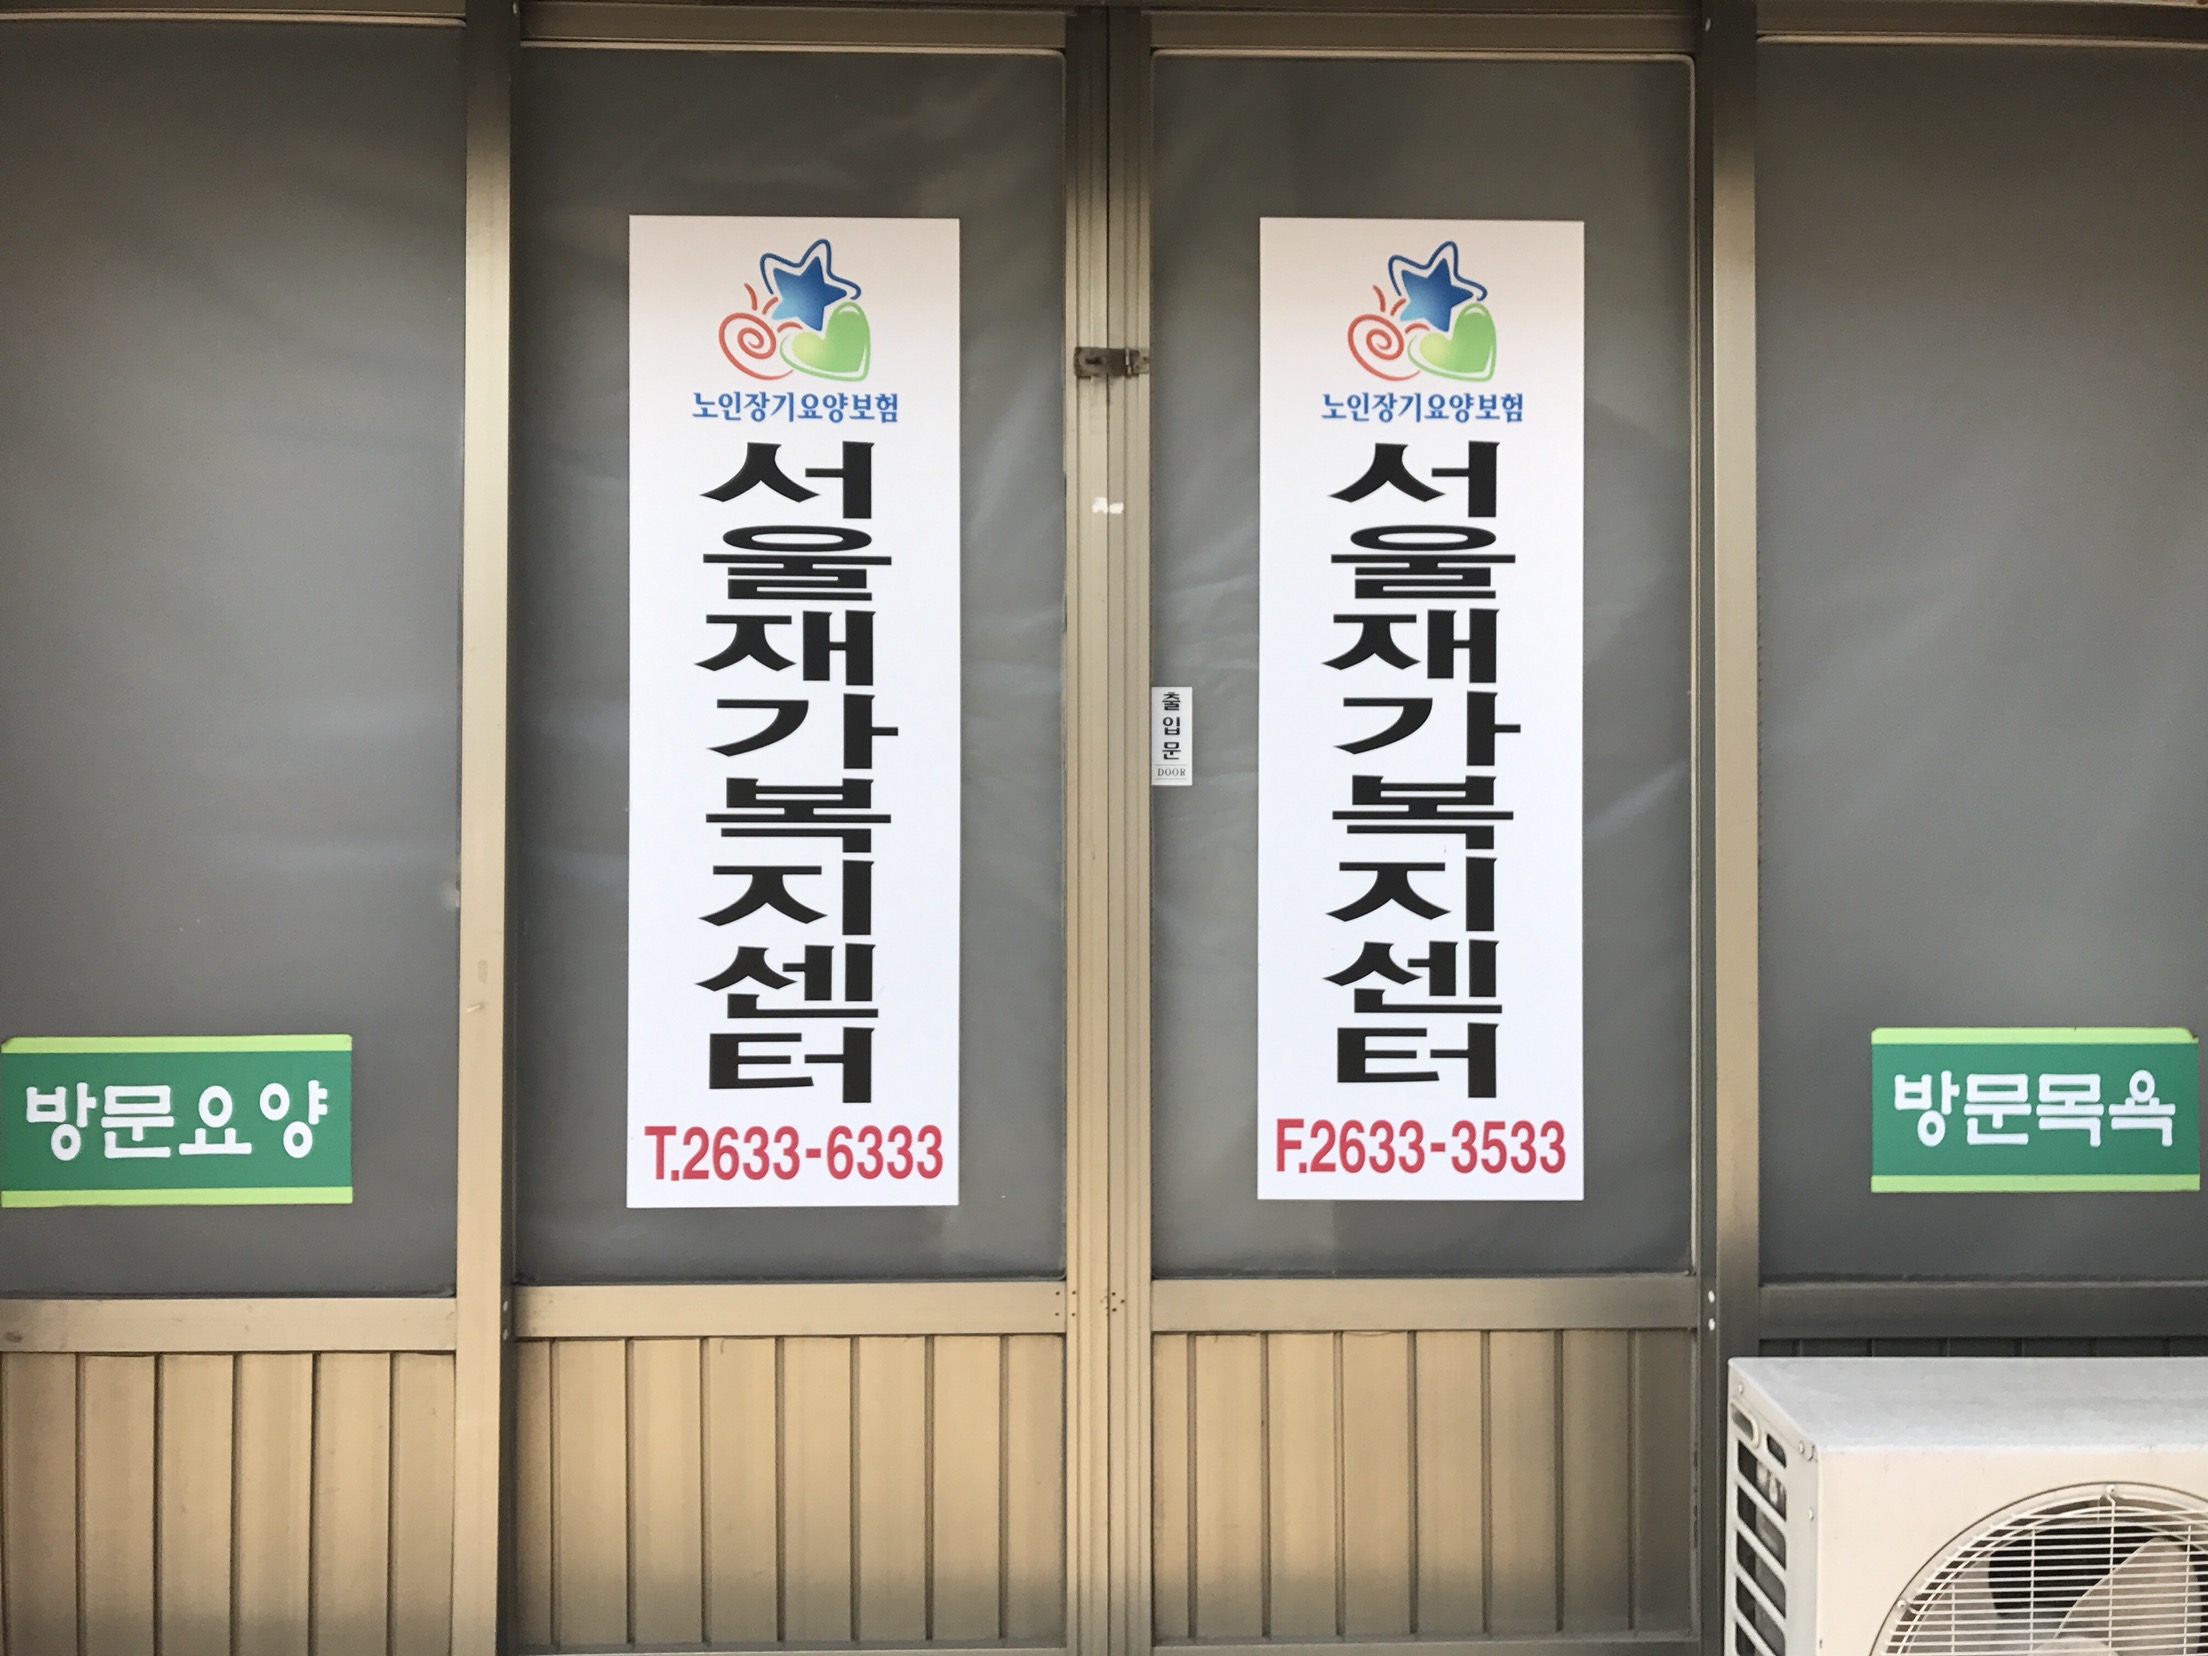 노인장기요양보험
서울재가복지센터
T.2633-6333
노인장기요양보험
서울재가복지센터
F.2633-3533
출입문
DOOR
방문요양
방문목욕